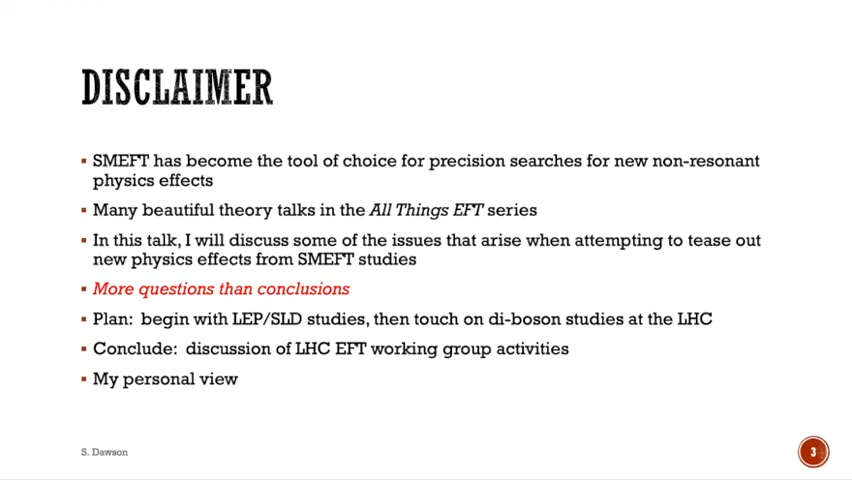 DISCLAIMER
▪ SMEFT has become the tool of choice for precision searches for new non-resonant
physics effects
▪ Many beautiful theory talks in the All Things EFT series
▪ In this talk, I will discuss some of the issues that arise when attempting to tease out
new physics effects from SMEFT studies
▪ More questions than conclusions
▪ Plan: begin with LEP/SLD studies, then touch on di-boson studies at the LHC
▪ Conclude: discussion of LHC EFT working group activities
▪ My personal view
S. Dawson
3